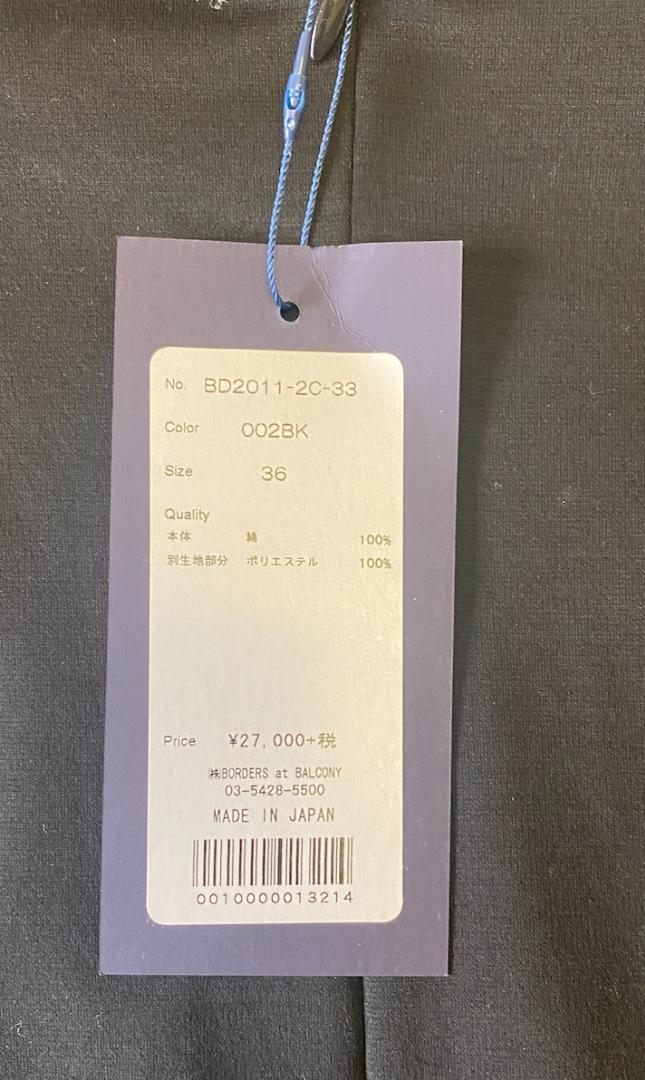 No. BD2011-2C-33
Color 002BK
Size 36
Quality
本体 綿 100%
別生地部分 ポリエステル 100%
Price ¥27,000+税
㈱BORDERS at BALCONY
03-5428-5500
MADE IN JAPAN
0010000013214